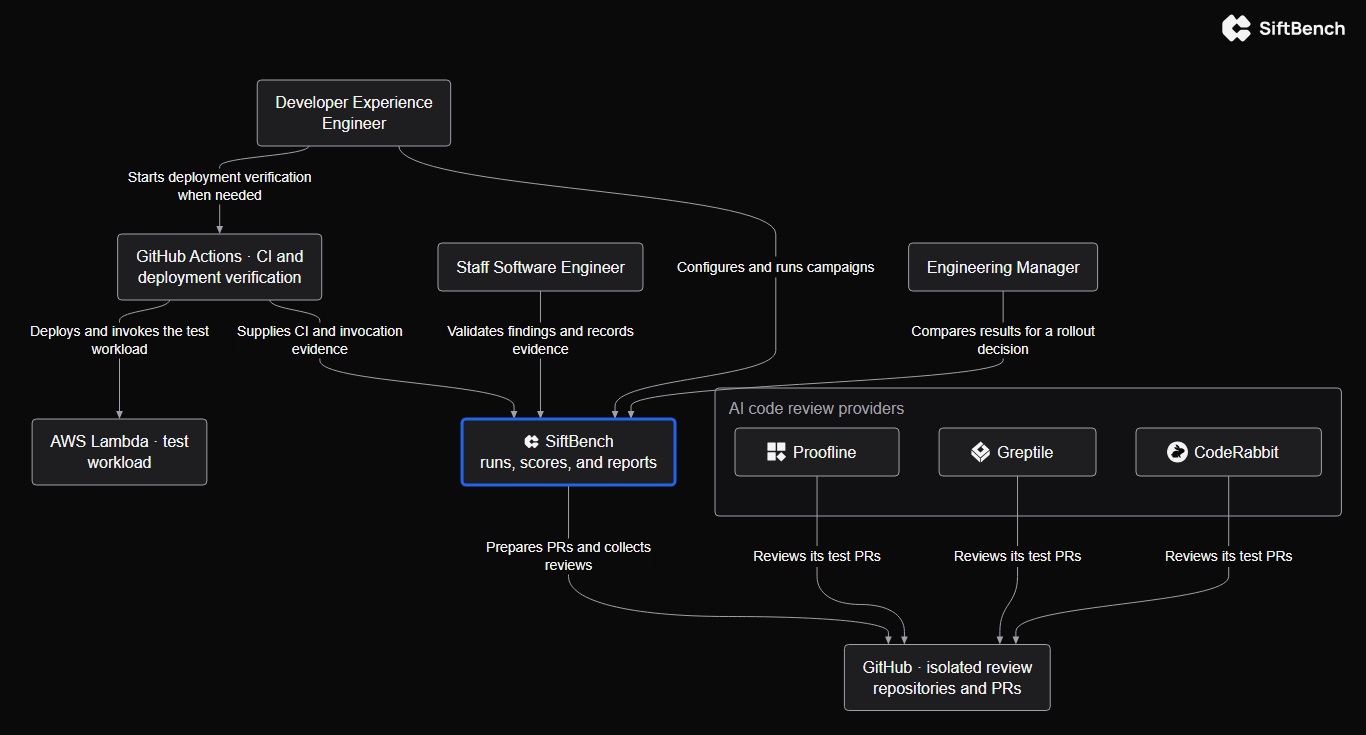 SiftBench
Developer Experience
Engineer
Starts deployment verification
when needed
GitHub Actions · CI and
deployment verification
Staff Software Engineer
Configures and runs campaigns
Engineering Manager
Deploys and invokes the test
workload
Supplies CI and invocation
evidence
Validates findings and records
evidence
Compares results for a rollout
decision
AWS Lambda · test
workload
SiftBench
runs, scores, and reports
AI code review providers
Proofline
Greptile
CodeRabbit
Prepares PRs and collects
reviews
Reviews its test PRs
Reviews its test PRs
Reviews its test PRs
GitHub · isolated review
repositories and PRs